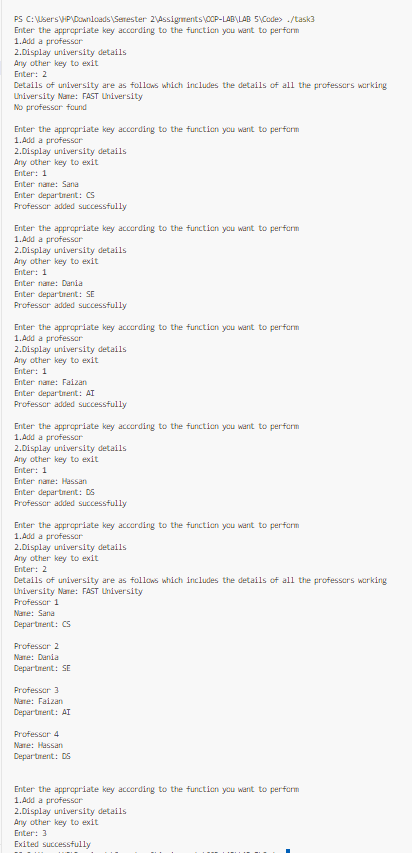 PS C:\Users\HP\Downloads\Semester 2\Assignments\OOP-LAB\LAB 5\Code> ./task3
Enter the appropriate key according to the function you want to perform
1.Add a professor
2.Display university details
Any other key to exit
Enter: 2
Details of university are as follows which includes the details of all the professors working
University Name: FAST University
No professor found
Enter the appropriate key according to the function you want to perform
1.Add a professor
2.Display university details
Any other key to exit
Enter: 1
Enter name: Sana
Enter department: CS
Professor added successfully
Enter the appropriate key according to the function you want to perform
1.Add a professor
2.Display university details
Any other key to exit
Enter: 1
Enter name: Dania
Enter department: SE
Professor added successfully
Enter the appropriate key according to the function you want to perform
1.Add a professor
2.Display university details
Any other key to exit
Enter: 1
Enter name: Faizan
Enter department: AI
Professor added successfully
Enter the appropriate key according to the function you want to perform
1.Add a professor
2.Display university details
Any other key to exit
Enter: 1
Enter name: Hassan
Enter department: DS
Professor added successfully
Enter the appropriate key according to the function you want to perform
1.Add a professor
2.Display university details
Any other key to exit
Enter: 2
Details of university are as follows which includes the details of all the professors working
University Name: FAST University
Professor 1
Name: Sana
Department: CS
Professor 2
Name: Dania
Department: SE
Professor 3
Name: Faizan
Department: AI
Professor 4
Name: Hassan
Department: DS
Enter the appropriate key according to the function you want to perform
1.Add a professor
2.Display university details
Any other key to exit
Enter: 3
Exited successfully